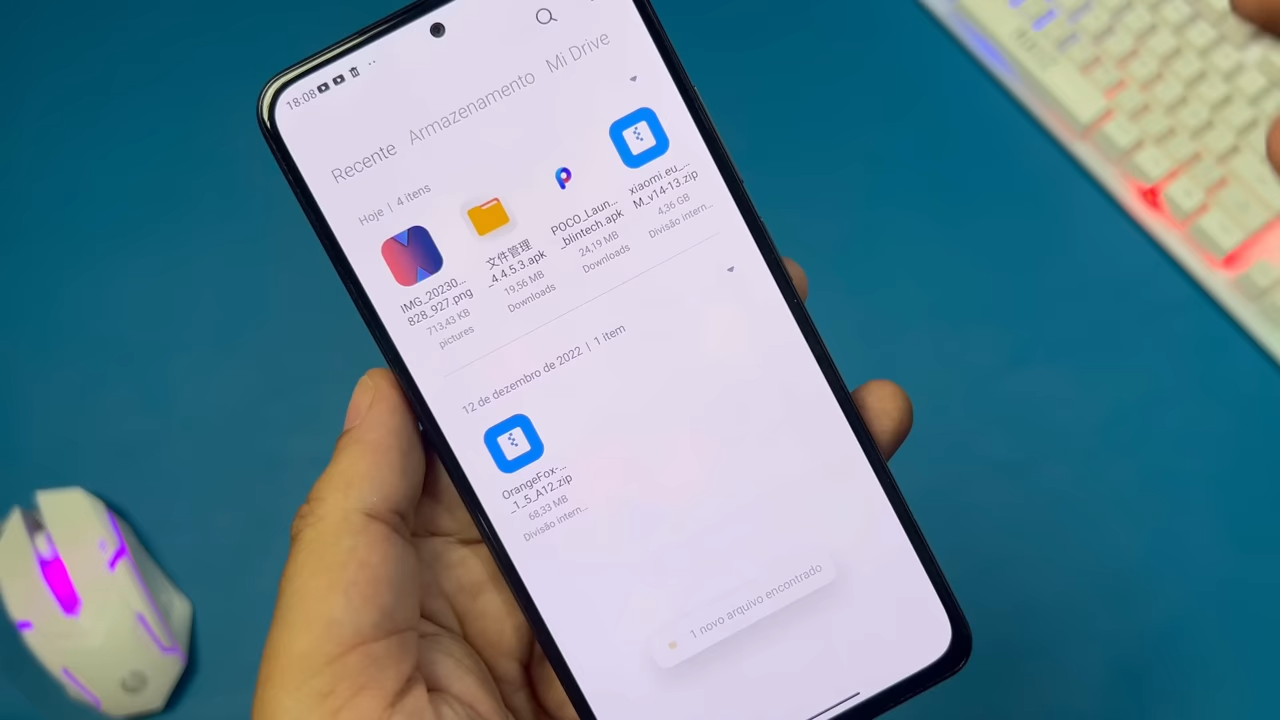 18:08
Recente Armazenamento Mi Drive
Hoje | 4 itens
IMG_20230...
828_927.png
713,43 KB
pictures
文件管理
_4.4.5.3.apk
19,56 MB
Downloads
POCO_Laun...
_blintech.apk
24,19 MB
Downloads
xiaomi.eu_...
M_v14-13.zip
4,36 GB
Divisão intern...
12 de dezembro de 2022 | 1 item
OrangeFox-...
_1_5_A12.zip
68,33 MB
Divisão intern...
1 novo arquivo encontrado